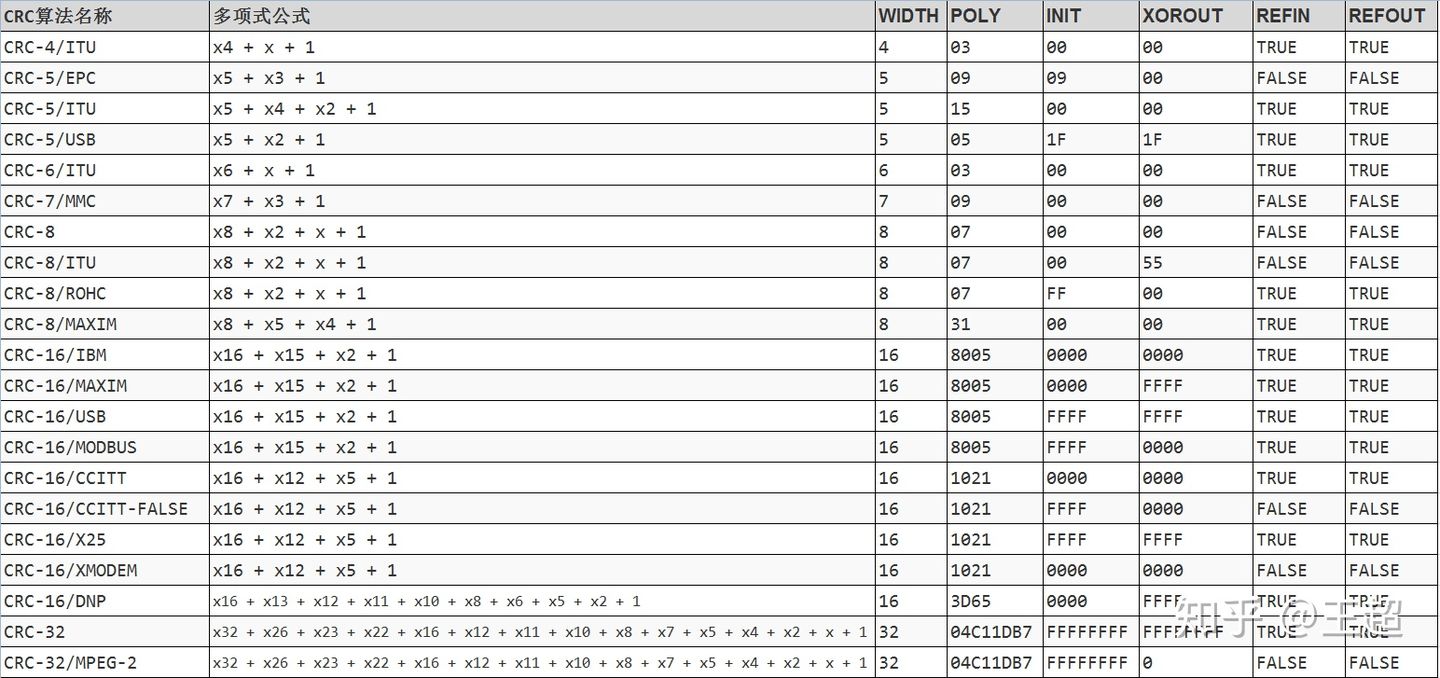 CRC算法名称 多项式公式 WIDTH POLY INIT XOROUT REFIN REFOUT
CRC-4/ITU x4 + x + 1 4 03 00 00 TRUE TRUE
CRC-5/EPC x5 + x3 + 1 5 09 09 00 FALSE FALSE
CRC-5/ITU x5 + x4 + x2 + 1 5 15 00 00 TRUE TRUE
CRC-5/USB x5 + x2 + 1 5 05 1F 1F TRUE TRUE
CRC-6/ITU x6 + x + 1 6 03 00 00 TRUE TRUE
CRC-7/MMC x7 + x3 + 1 7 09 00 00 FALSE FALSE
CRC-8 x8 + x2 + x + 1 8 07 00 00 FALSE FALSE
CRC-8/ITU x8 + x2 + x + 1 8 07 00 55 FALSE FALSE
CRC-8/ROHC x8 + x2 + x + 1 8 07 FF 00 TRUE TRUE
CRC-8/MAXIM x8 + x5 + x4 + 1 8 31 00 00 TRUE TRUE
CRC-16/IBM x16 + x15 + x2 + 1 16 8005 0000 0000 TRUE TRUE
CRC-16/MAXIM x16 + x15 + x2 + 1 16 8005 0000 FFFF TRUE TRUE
CRC-16/USB x16 + x15 + x2 + 1 16 8005 FFFF FFFF TRUE TRUE
CRC-16/MODBUS x16 + x15 + x2 + 1 16 8005 FFFF 0000 TRUE TRUE
CRC-16/CCITT x16 + x12 + x5 + 1 16 1021 0000 0000 TRUE TRUE
CRC-16/CCITT-FALSE x16 + x12 + x5 + 1 16 1021 FFFF 0000 FALSE FALSE
CRC-16/X25 x16 + x12 + x5 + 1 16 1021 FFFF FFFF TRUE TRUE
CRC-16/XMODEM x16 + x12 + x5 + 1 16 1021 0000 0000 FALSE FALSE
CRC-16/DNP x16 + x13 + x12 + x11 + x10 + x8 + x6 + x5 + x2 + 1 16 3D65 0000 FFFF TRUE TRUE
CRC-32 x32 + x26 + x23 + x22 + x16 + x12 + x11 + x10 + x8 + x7 + x5 + x4 + x2 + x + 1 32 04C11DB7 FFFFFFFF FFFFFFFF TRUE TRUE
CRC-32/MPEG-2 x32 + x26 + x23 + x22 + x16 + x12 + x11 + x10 + x8 + x7 + x5 + x4 + x2 + x + 1 32 04C11DB7 FFFFFFFF 0 FALSE FALSE
知乎 @王超